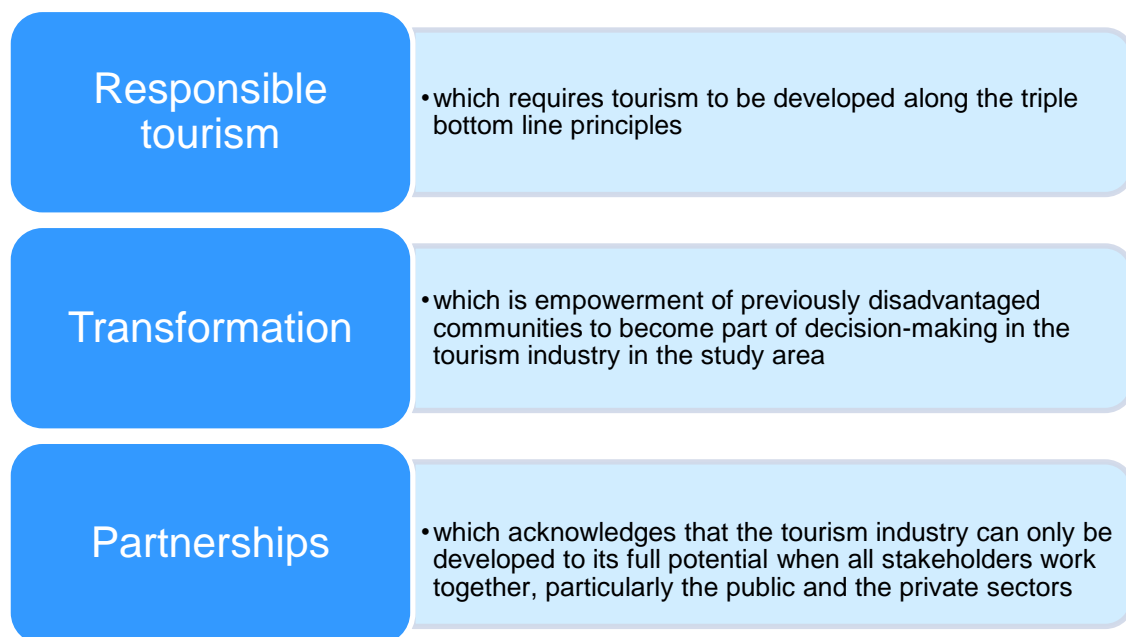 Responsible
tourism
•which requires tourism to be developed along the triple
bottom line principles
Transformation
•which is empowerment of previously disadvantaged
communities to become part of decision-making in the
tourism industry in the study area
Partnerships
•which acknowledges that the tourism industry can only be
developed to its full potential when all stakeholders work
together, particularly the public and the private sectors